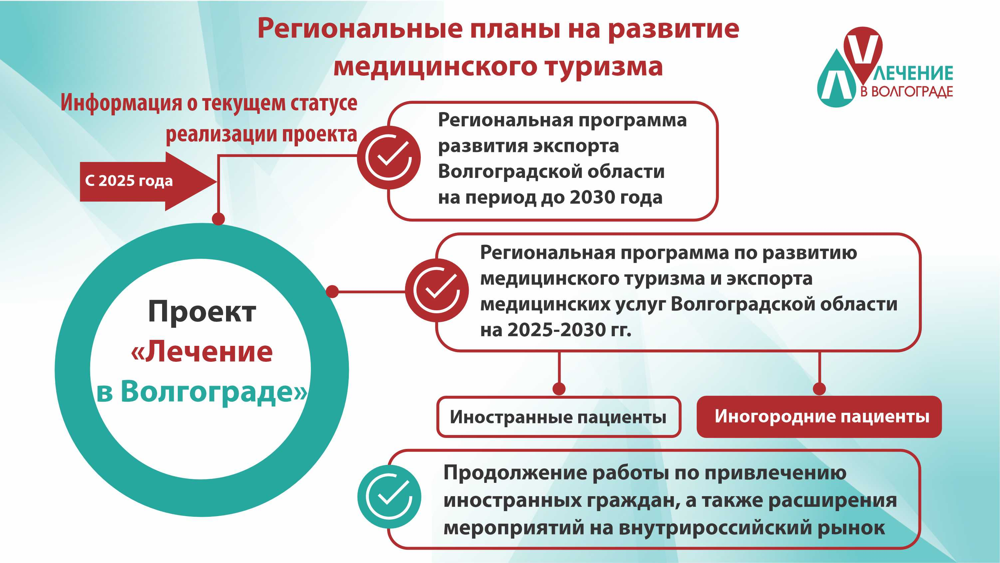 Региональные планы на развитие
медицинского туризма
V
Λ
ЛЕЧЕНИЕ
В ВОЛГОГРАДЕ
Информация о текущем статусе
реализации проекта
С 2025 года
Региональная программа
развития экспорта
Волгоградской области
на период до 2030 года
Проект
«Лечение
в Волгограде»
Региональная программа по развитию
медицинского туризма и экспорта
медицинских услуг Волгоградской области
на 2025-2030 гг.
Иностранные пациенты
Иногородние пациенты
Продолжение работы по привлечению
иностранных граждан, а также расширения
мероприятий на внутрироссийский рынок